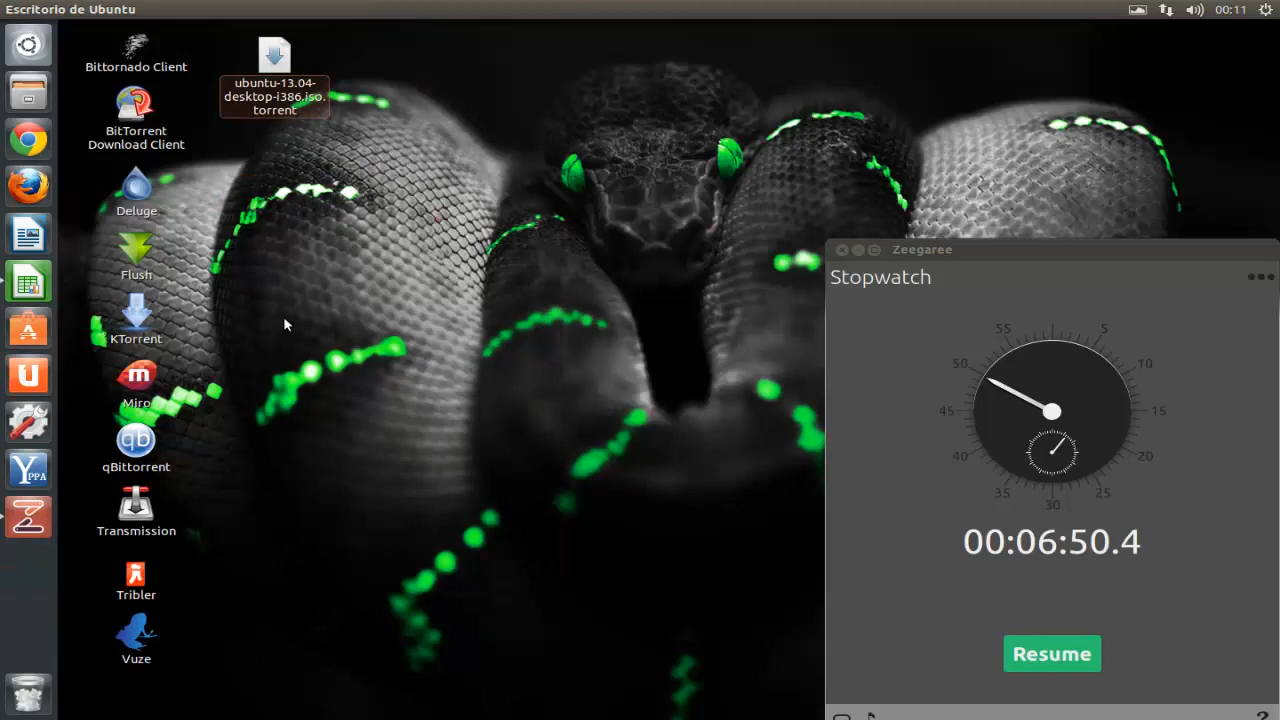 Escritorio de Ubuntu
00:11
Bittornado Client
BitTorrent
Download Client
Deluge
Flush
KTorrent
Miro
qBittorrent
Transmission
Tribler
Vuze
ubuntu-13.04-
desktop-i386.iso.
torrent
Zeegaree
Stopwatch
55
5
50
10
45
15
40
20
35
25
30
00:06:50.4
Resume
?
U
Y
PPA
Z
m
qb
A